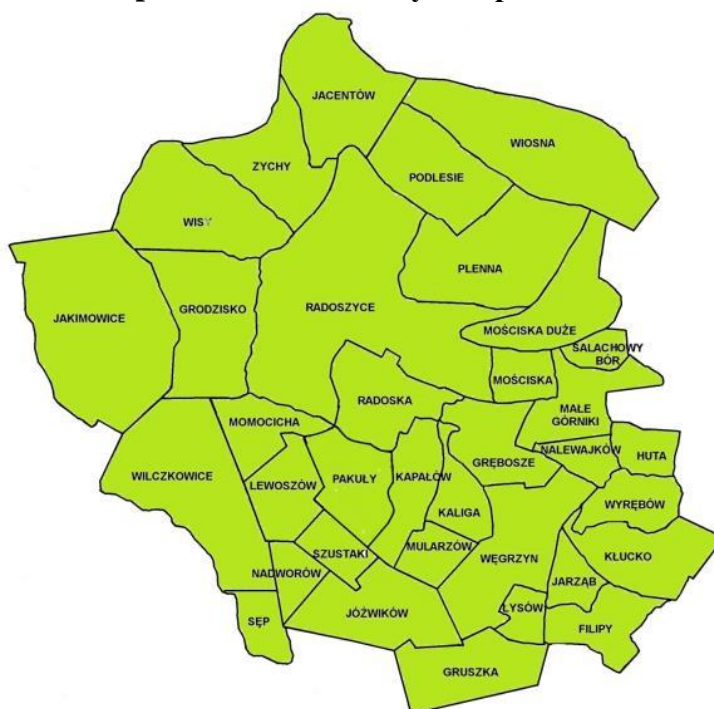 JACENTÓW
WIOSNA
ZYCHY
PODLESIE
WISY
PLENNA
JAKIMOWICE
GRODZISKO
RADOSZYCE
MOŚCISKA DUŻE
SALACHOWY
BÓR
MOŚCISKA
RADOSKA
MAŁE
GÓRNIKI
MOMOCICHA
NALEWAJKÓW
HUTA
GRĘBOSZE
WILCZKOWICE
LEWOSZÓW
PAKUŁY
KAPAŁÓW
KALIGA
WYRĘBÓW
SZUSTAKI
MULARZÓW
WĘGRZYN
KŁUCKO
NADWORÓW
JARZĄB
SĘP
JÓŹWIKÓW
ŁYSÓW
FILIPY
GRUSZKA